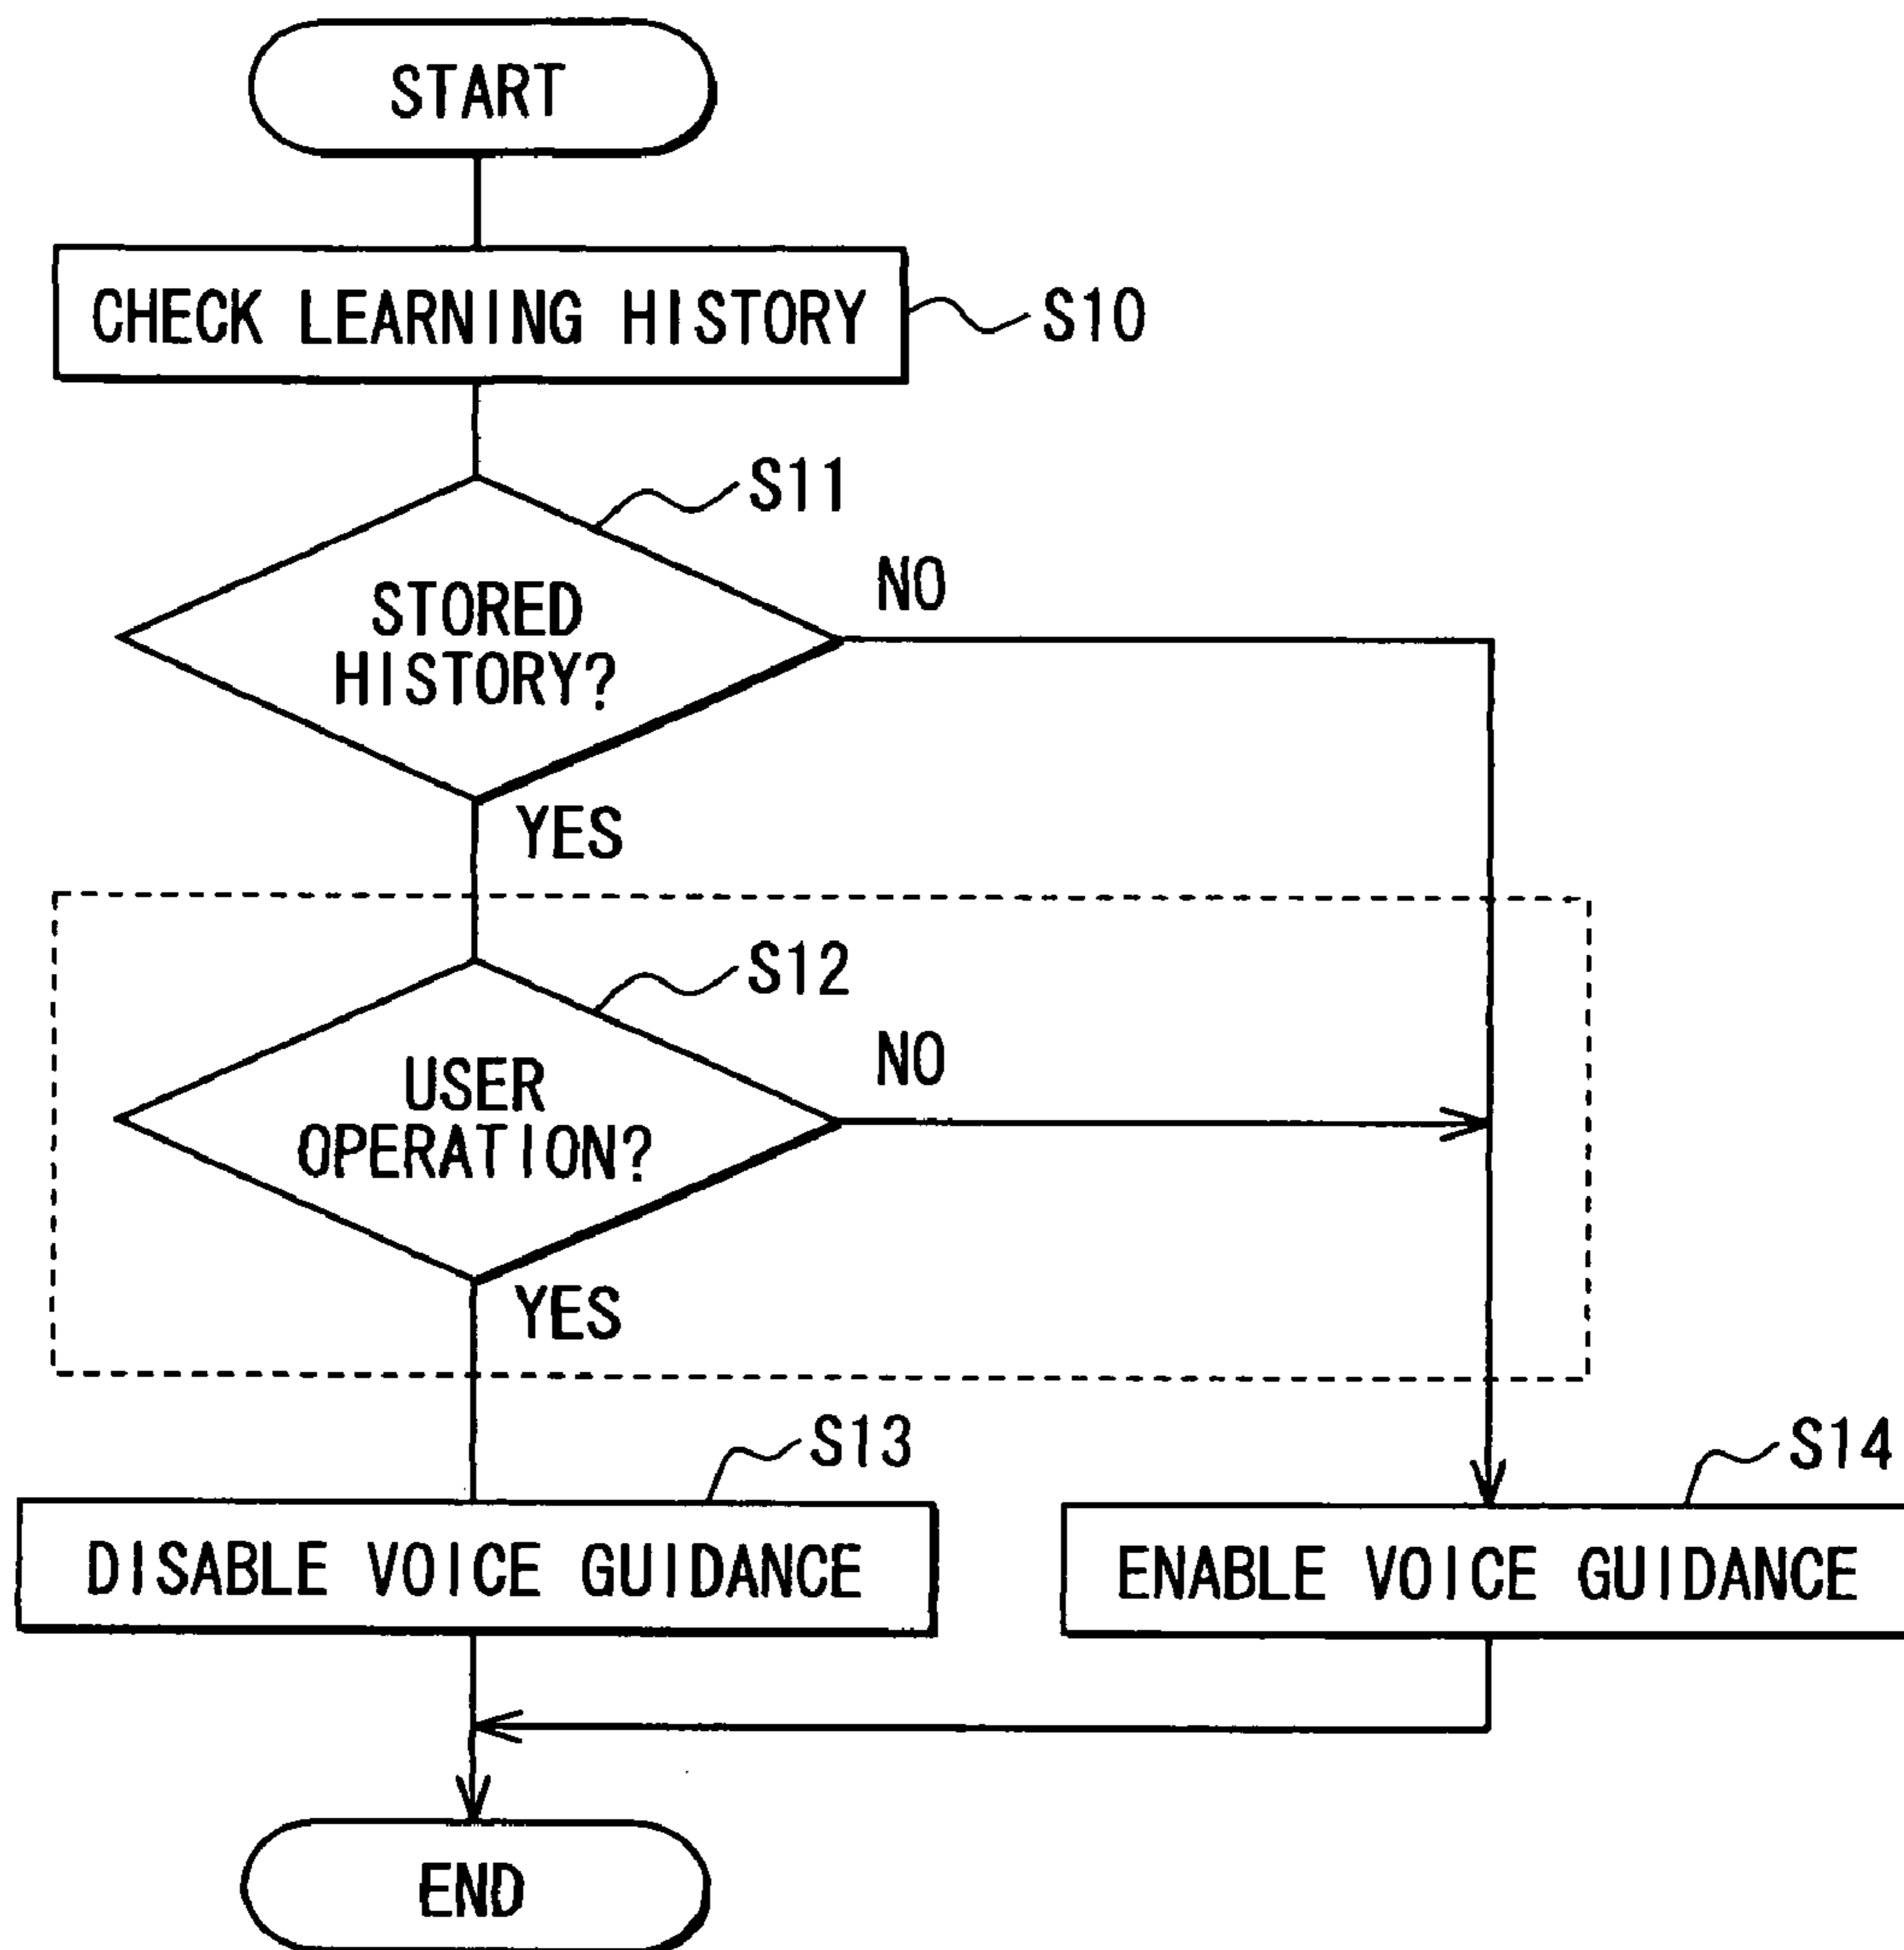 START
CHECK LEARNING HISTORY
S10
S11
STORED
HISTORY?
NO
YES
S12
USER
OPERATION?
NO
YES
S13
DISABLE VOICE GUIDANCE
S14
ENABLE VOICE GUIDANCE
END